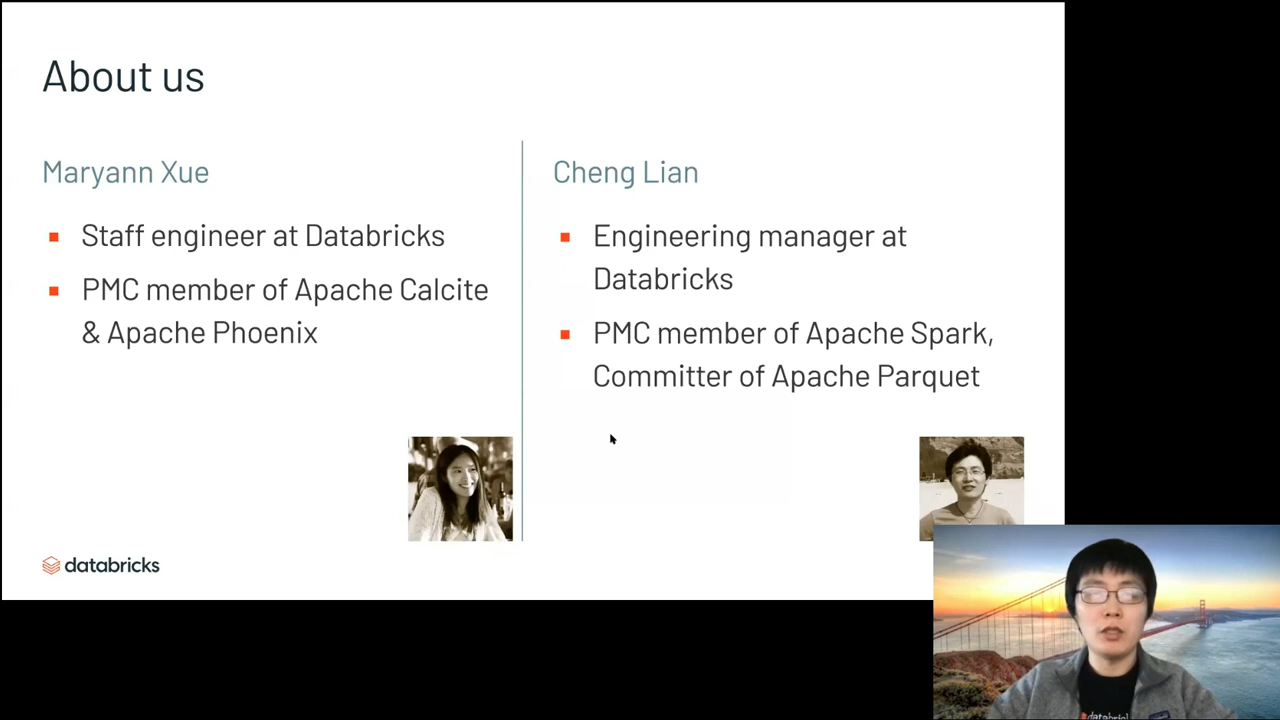 About us
Maryann Xue
Staff engineer at Databricks
PMC member of Apache Calcite
& Apache Phoenix
Cheng Lian
Engineering manager at
Databricks
PMC member of Apache Spark,
Committer of Apache Parquet
databricks